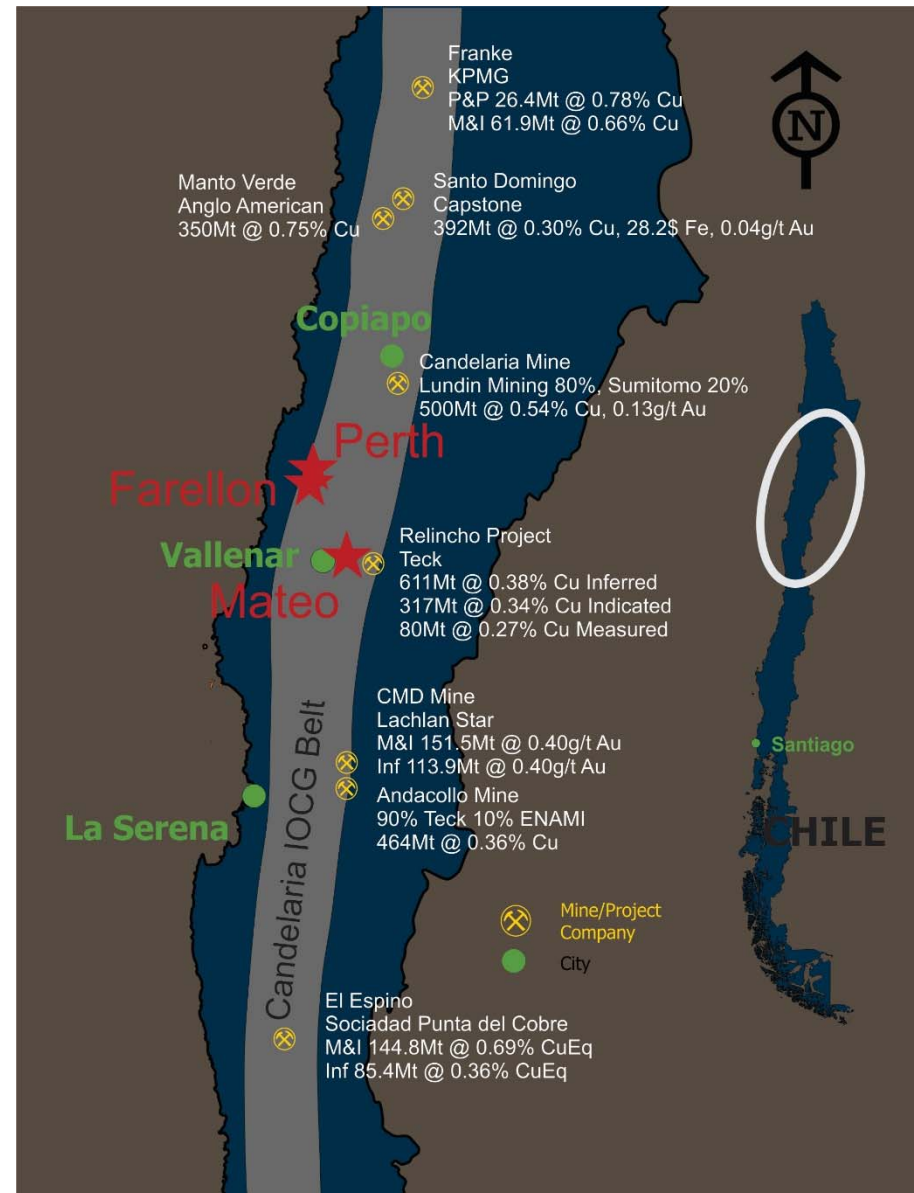 Franke
KPMG
P&P 26.4Mt @ 0.78% Cu
M&I 61.9Mt @ 0.66% Cu
N
Manto Verde
Anglo American
350Mt @ 0.75% Cu
Santo Domingo
Capstone
392Mt @ 0.30% Cu, 28.2$ Fe, 0.04g/t Au
Copiapo
Candelaria Mine
Lundin Mining 80%, Sumitomo 20%
500Mt @ 0.54% Cu, 0.13g/t Au
Perth
Farellon
Vallenar
Mateo
Relincho Project
Teck
611Mt @ 0.38% Cu Inferred
317Mt @ 0.34% Cu Indicated
80Mt @ 0.27% Cu Measured
CMD Mine
Lachlan Star
M&I 151.5Mt @ 0.40g/t Au
Inf 113.9Mt @ 0.40g/t Au
Andacollo Mine
90% Teck 10% ENAMI
464Mt @ 0.36% Cu
La Serena
Candelaria IOCG Belt
Santiago
CHILE
Mine/Project
Company
City
El Espino
Sociadad Punta del Cobre
M&I 144.8Mt @ 0.69% CuEq
Inf 85.4Mt @ 0.36% CuEq